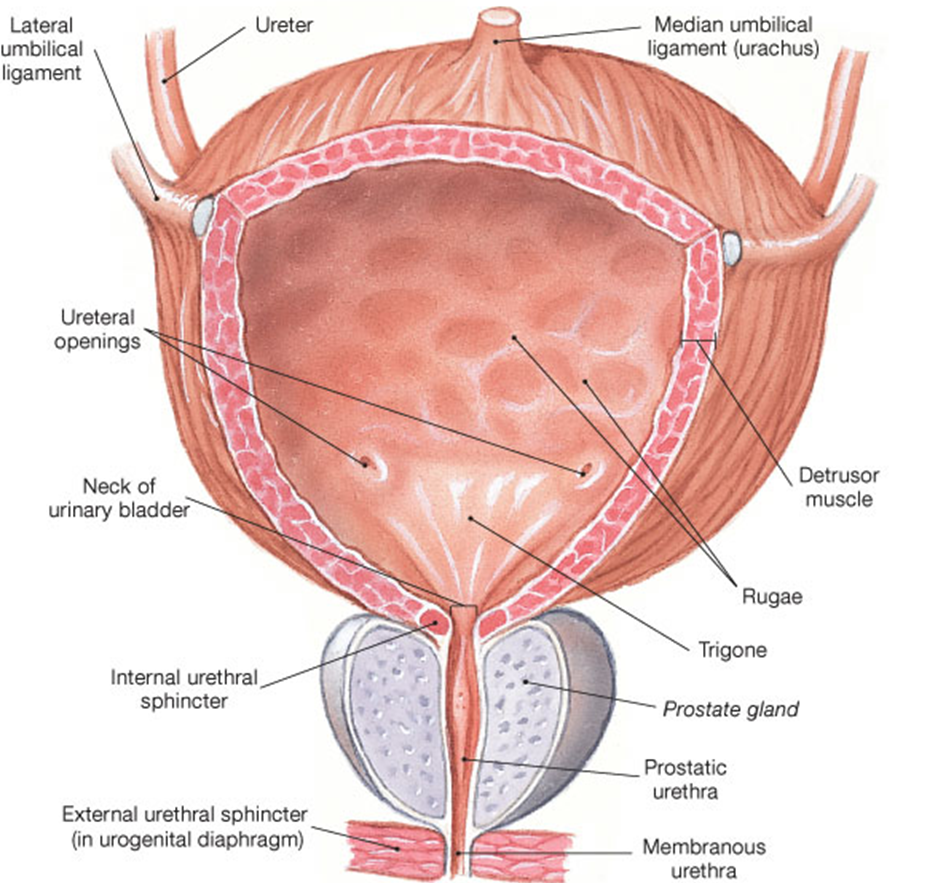 Lateral
umbilical
ligament
Ureter
Median umbilical
ligament (urachus)
Ureteral
openings
Detrusor
muscle
Neck of
urinary bladder
Rugae
Trigone
Internal urethral
sphincter
Prostate gland
Prostatic
urethra
External urethral sphincter
(in urogenital diaphragm)
Membranous
urethra